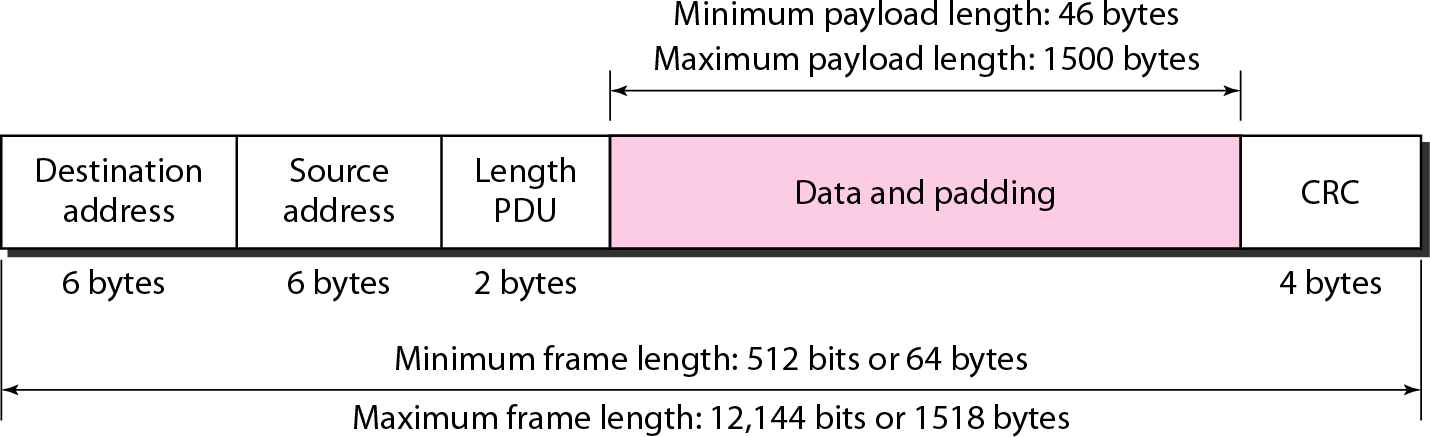 Minimum payload length: 46 bytes
Maximum payload length: 1500 bytes
Destination
address
Source
address
Length
PDU
Data and padding
CRC
6 bytes
6 bytes
2 bytes
4 bytes
Minimum frame length: 512 bits or 64 bytes
Maximum frame length: 12,144 bits or 1518 bytes